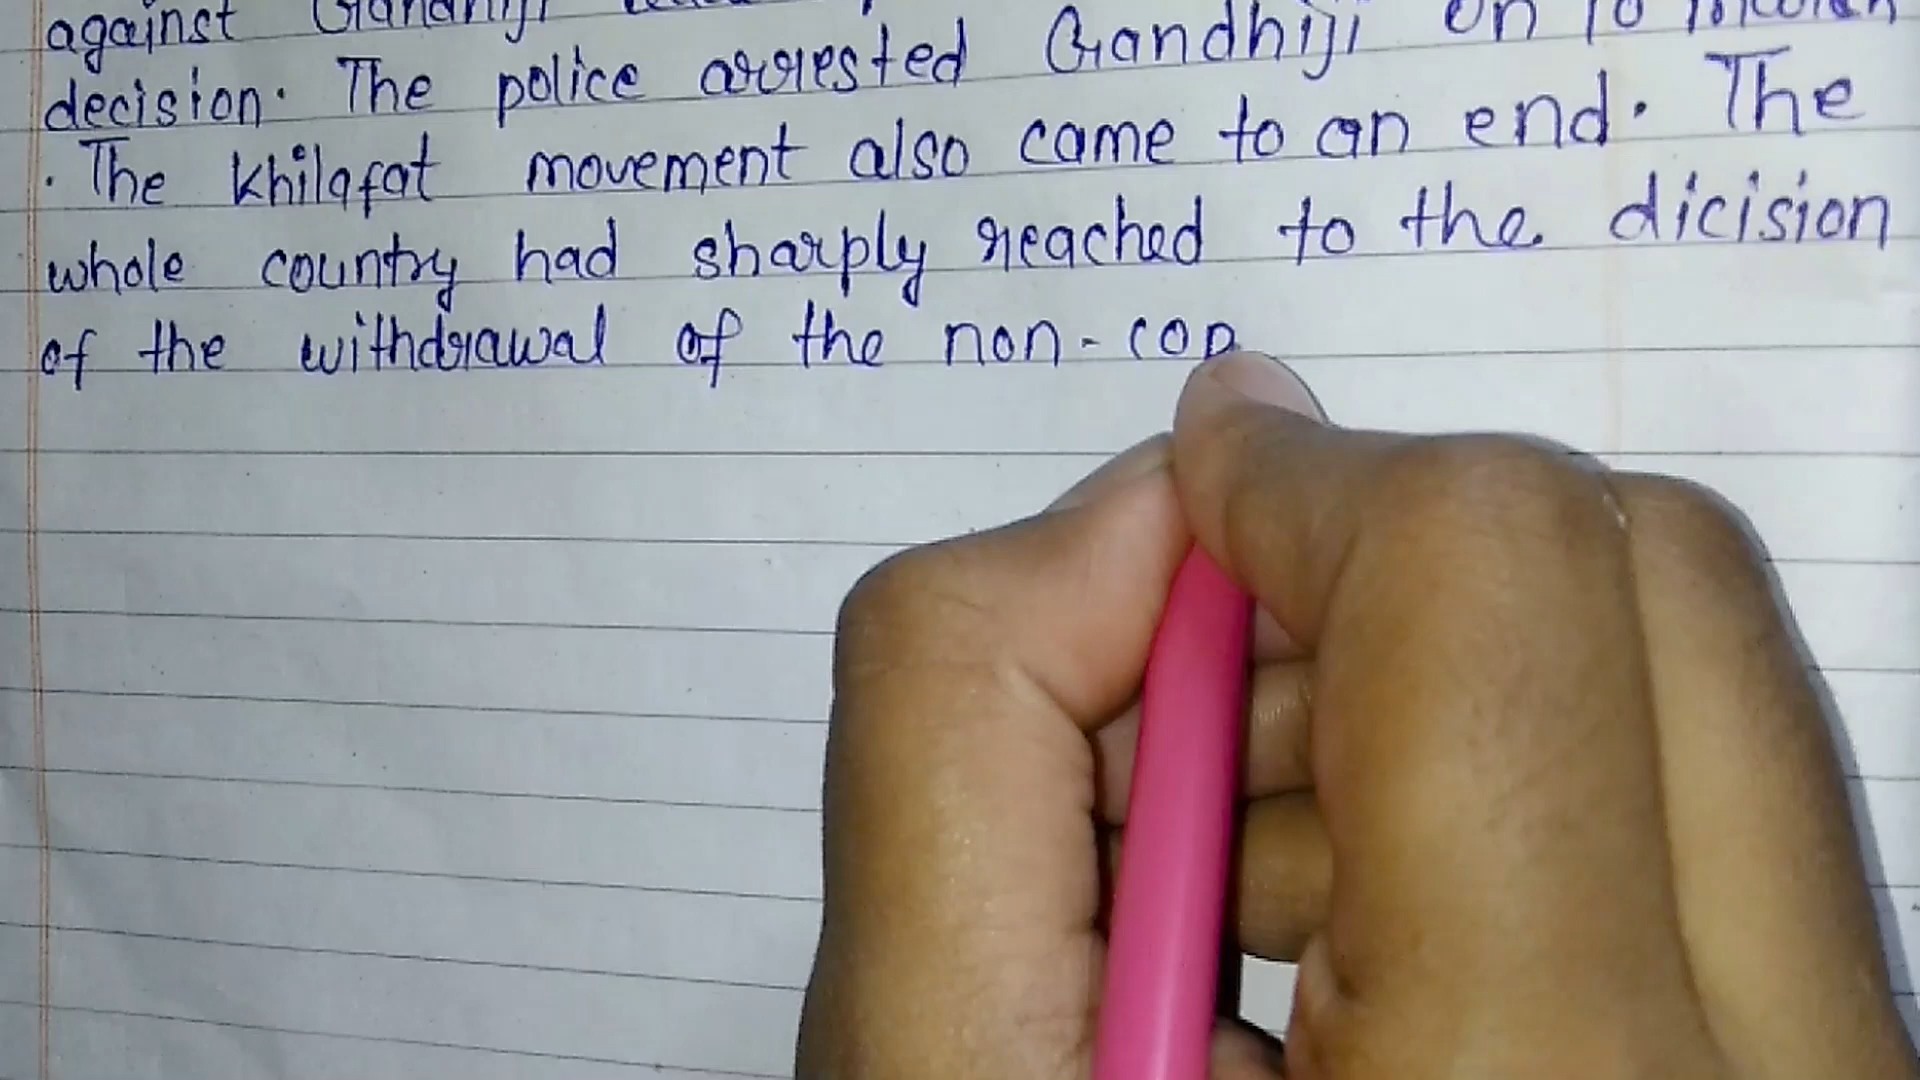 against Gandhiji
decision. The police arrested Gandhiji on 10 March
. The Khilafat movement also came to an end. The
whole country had sharply reached to the dicision
of the withdrawal of the non-cop